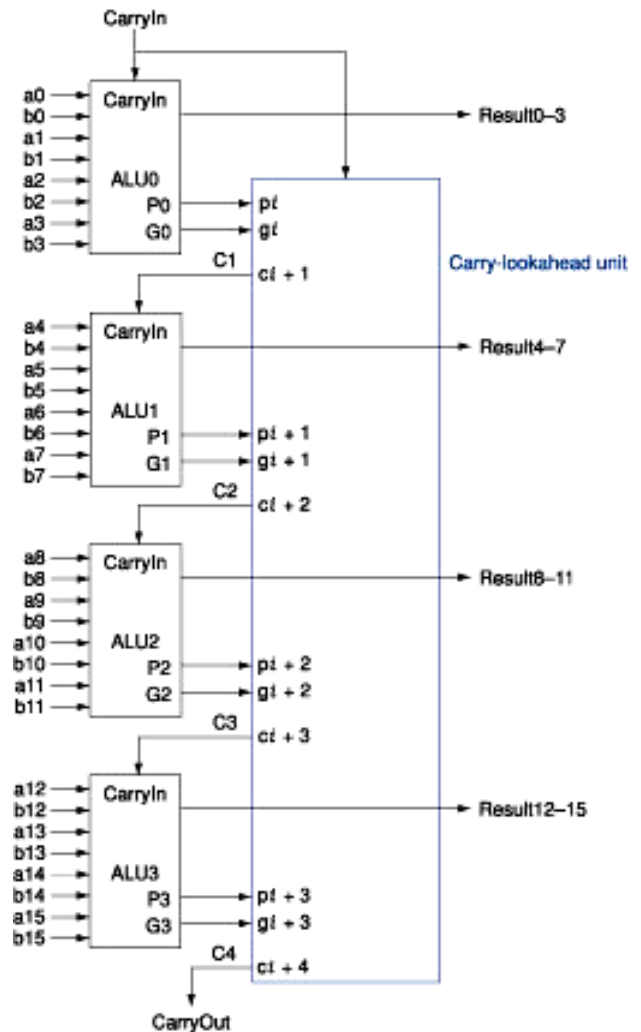 CarryIn
a0
b0
a1
b1
a2
b2
a3
b3
CarryIn
ALU0
P0
G0
Result0–3
pi
gi
C1
ci + 1
Carry-lookahead unit
a4
b4
a5
b5
a6
b6
a7
b7
CarryIn
ALU1
P1
G1
Result4–7
pi + 1
gi + 1
C2
ci + 2
a8
b8
a9
b9
a10
b10
a11
b11
CarryIn
ALU2
P2
G2
Result8–11
pi + 2
gi + 2
C3
ci + 3
a12
b12
a13
b13
a14
b14
a15
b15
CarryIn
ALU3
P3
G3
Result12–15
pi + 3
gi + 3
C4
ci + 4
CarryOut